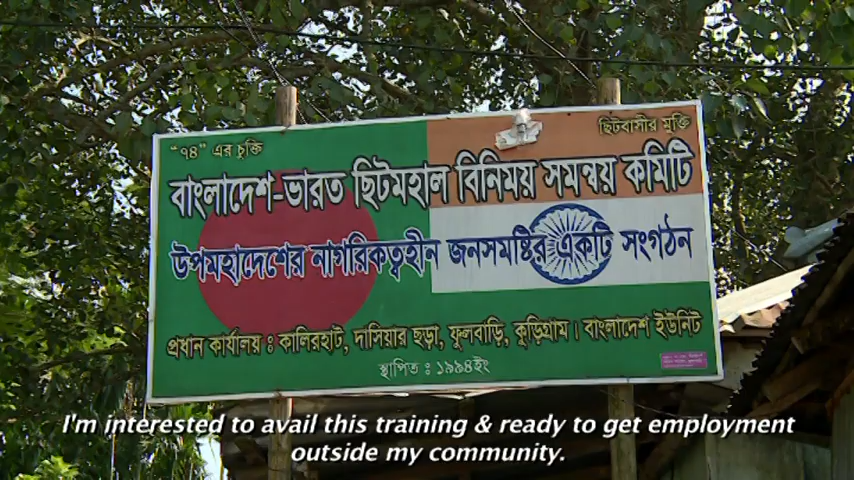 “৭৪” এর চুক্তি
ছিটবাসীর মুক্তি
বাংলাদেশ-ভারত ছিটমহাল বিনিময় সমন্বয় কমিটি
উপমহাদেশের নাগরিকত্বহীন জনসমষ্টির একটি সংগঠন
প্রধান কার্যালয় : কালিরহাট, দাসিয়ার ছড়া, ফুলবাড়ি, কুড়িগ্রাম। বাংলাদেশ ইউনিট
স্থাপিত : ১৯৯৪ইং
I'm interested to avail this training & ready to get employment
outside my community.